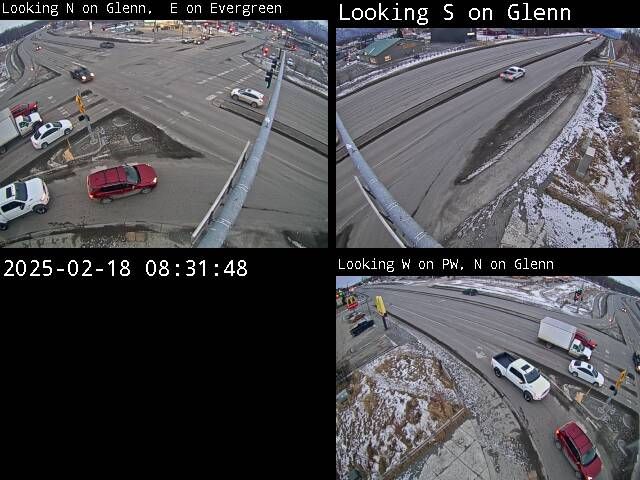 Looking N on Glenn,  E on Evergreen
Looking S on Glenn
2025-02-18 08:31:48
Looking W on PW, N on Glenn